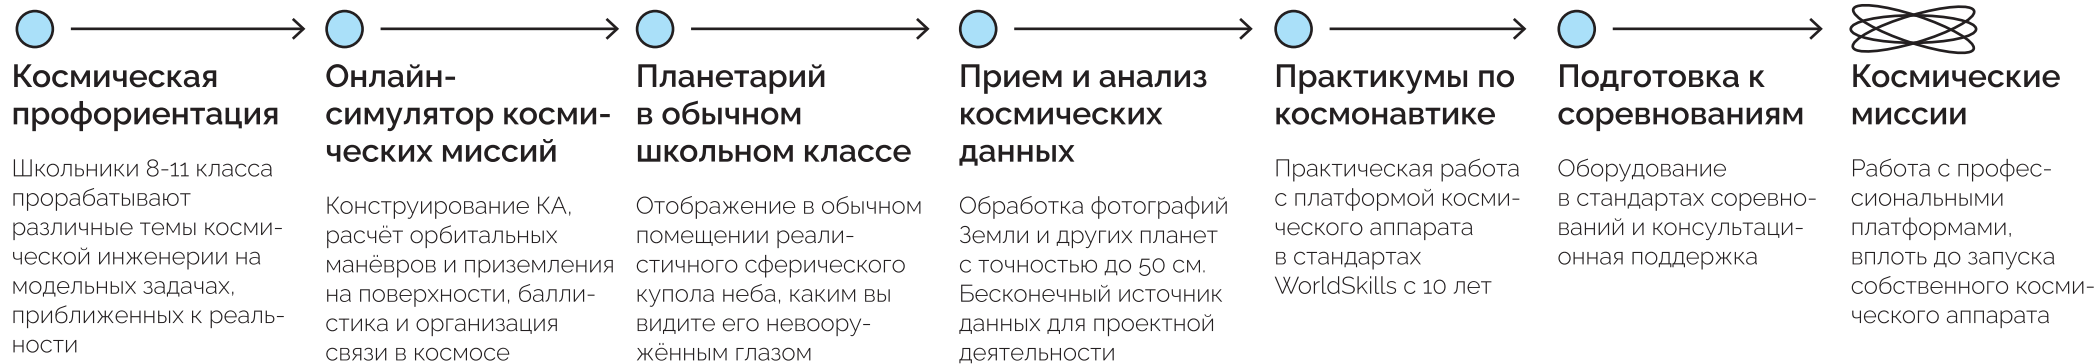 Космическая
профориентация
Школьники 8-11 класса
прорабатывают
различные темы косми-
ческой инженерии на
модельных задачах,
приближенных к реаль-
ности
Онлайн-
симулятор косми-
ческих миссий
Конструирование КА,
расчёт орбитальных
манёвров и приземления
на поверхности, балли-
стика и организация
связи в космосе
Планетарий
в обычном
школьном классе
Отображение в обычном
помещении реали-
стичного сферического
купола неба, каким вы
видите его невоору-
жённым глазом
Прием и анализ
космических
данных
Обработка фотографий
Земли и других планет
с точностью до 50 см.
Бесконечный источник
данных для проектной
деятельности
Практикумы по
космонавтике
Практическая работа
с платформой косми-
ческого аппарата
в стандартах
WorldSkills с 10 лет
Подготовка к
соревнованиям
Оборудование
в стандартах соревно-
ваний и консультаци-
онная поддержка
Космические
миссии
Работа с профес-
сиональными
платформами,
вплоть до запуска
собственного косми-
ческого аппарата